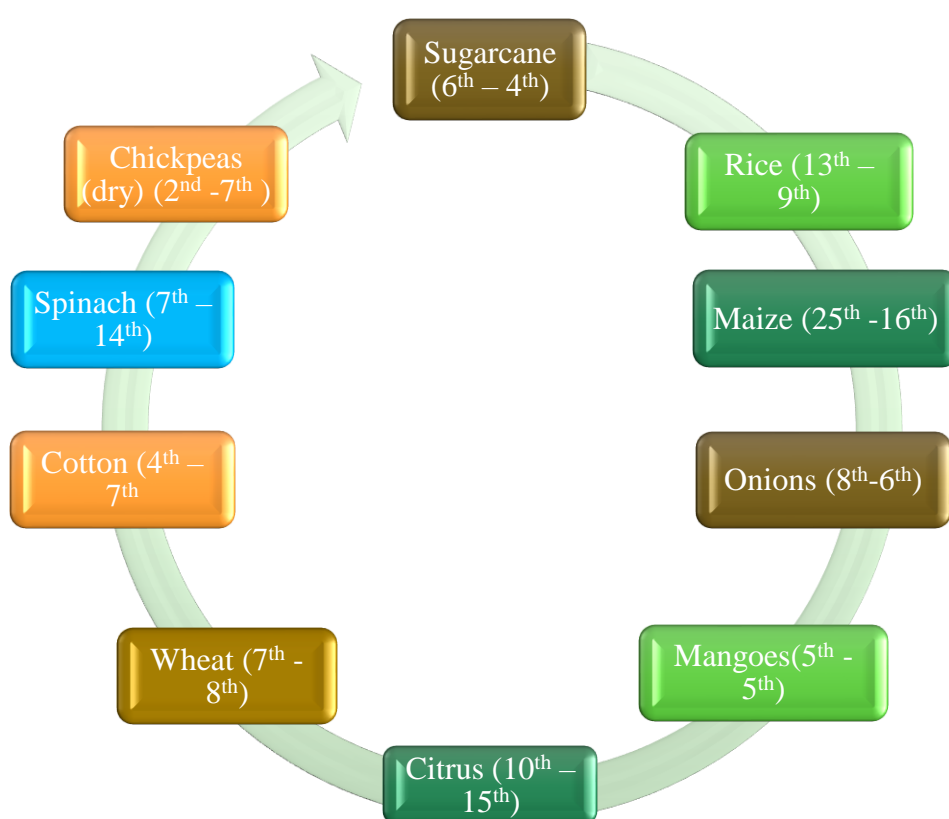 Sugarcane
(6th – 4th)
Rice (13th –
9th)
Maize (25th -16th)
Onions (8th-6th)
Mangoes(5th -
5th)
Citrus (10th –
15th)
Wheat (7th -
8th)
Cotton (4th –
7th
Spinach (7th –
14th)
Chickpeas
(dry) (2nd -7th )